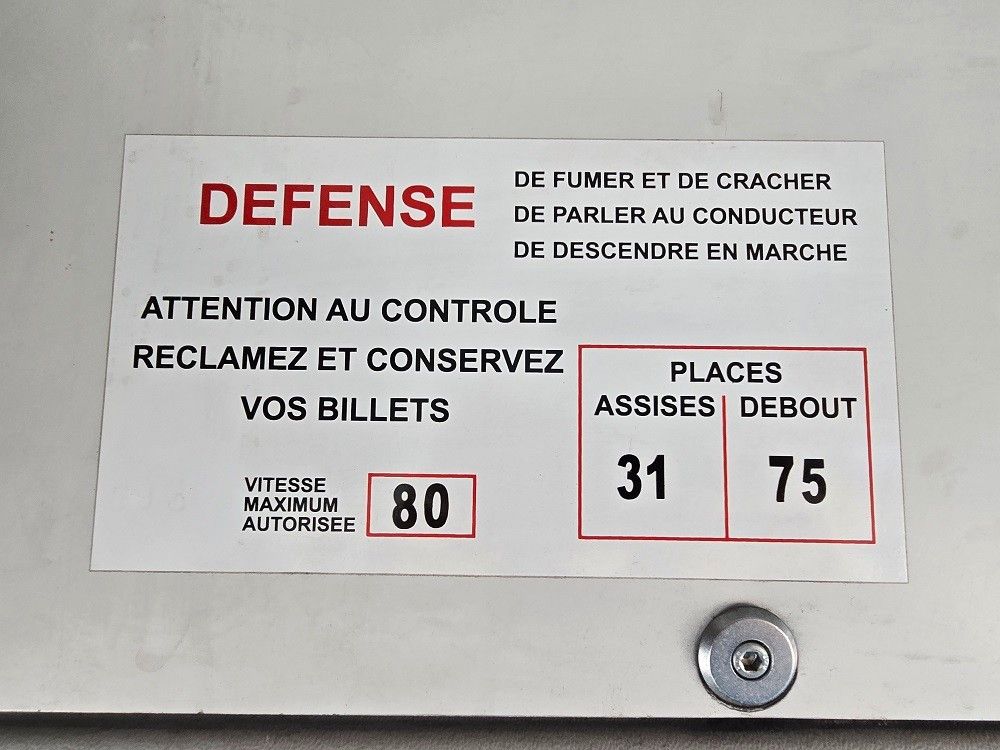 DEFENSE
DE FUMER ET DE CRACHER
DE PARLER AU CONDUCTEUR
DE DESCENDRE EN MARCHE
ATTENTION AU CONTROLE
RECLAMEZ ET CONSERVEZ
VOS BILLETS
VITESSE
MAXIMUM
AUTORISEE
80
PLACES
ASSISES DEBOUT
31 75